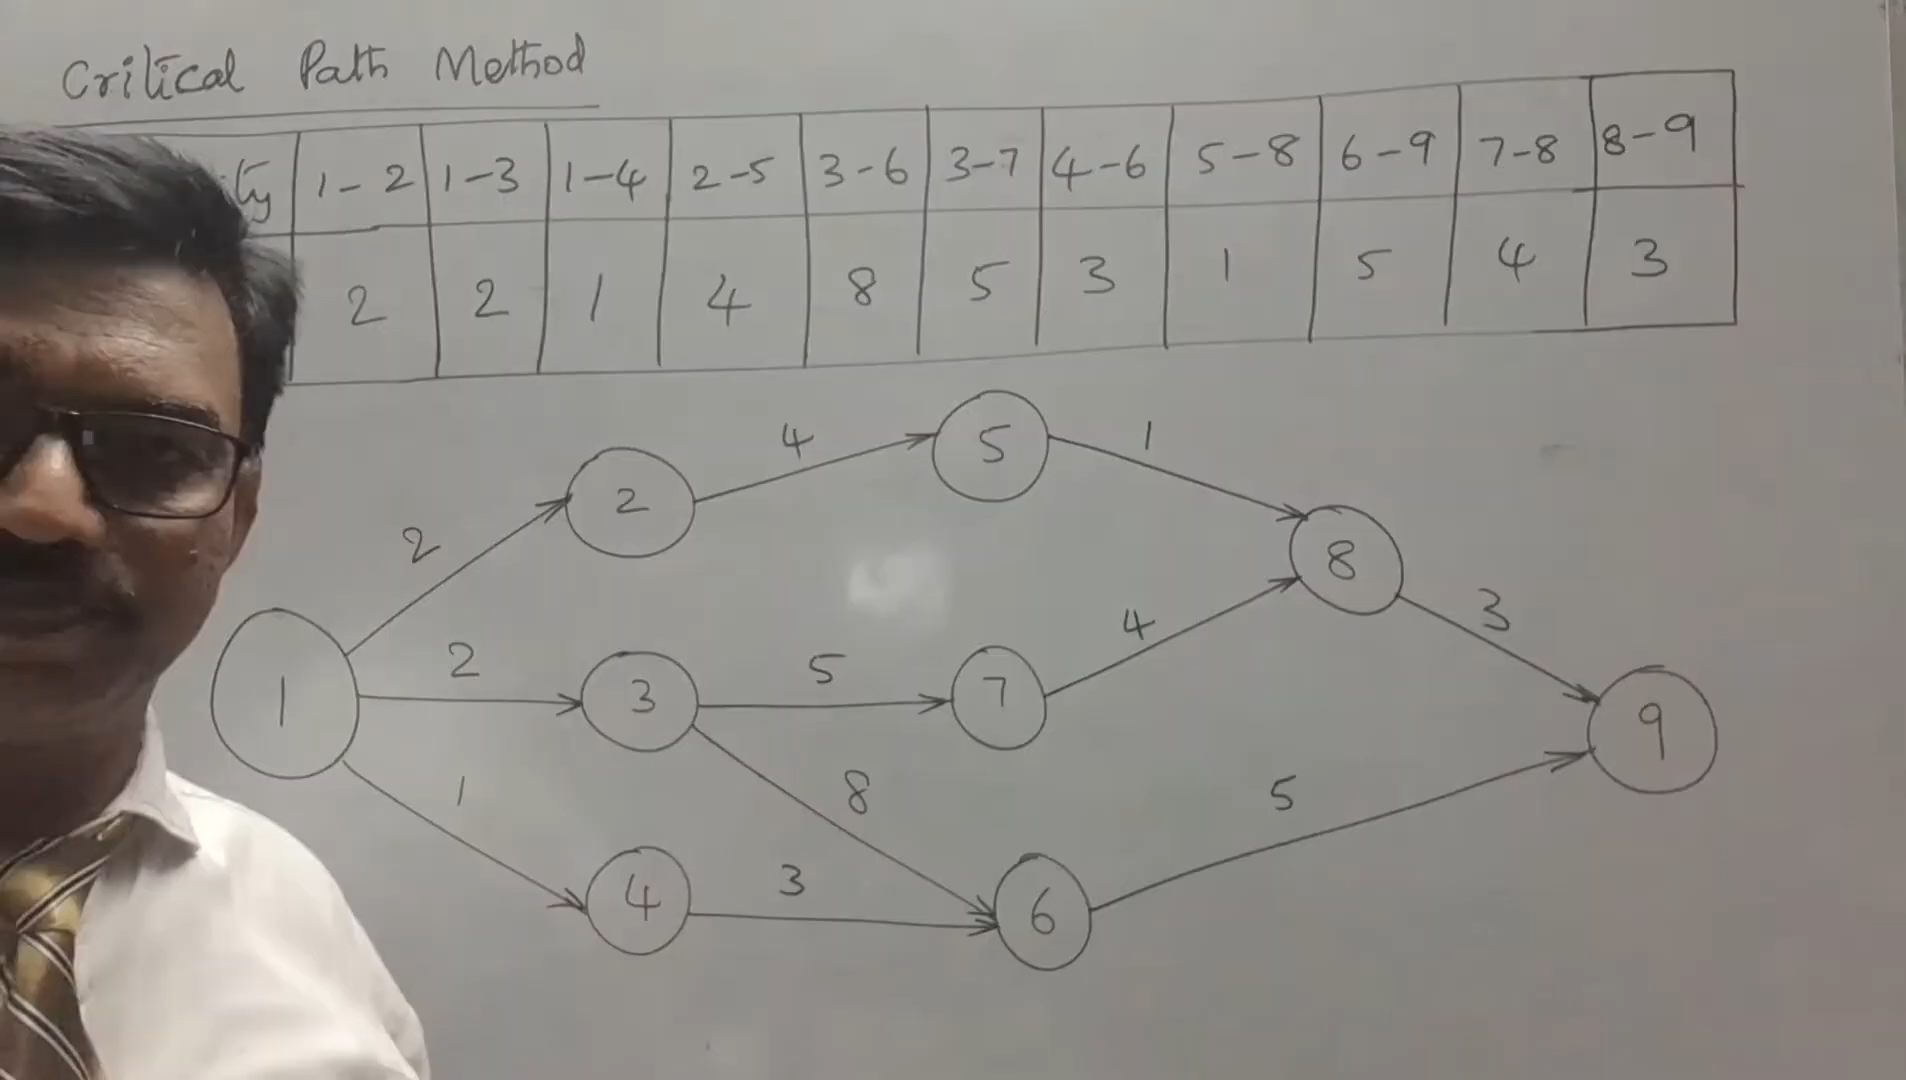 Critical Path Method
ity 1-2 1-3 1-4 2-5 3-6 3-7 4-6 5-8 6-9 7-8 8-9
2 2 1 4 8 5 3 1 5 4 3
4 5 1
2 2 8
2 3 5 7 4 3
1 9
1 8 5
4 3 6